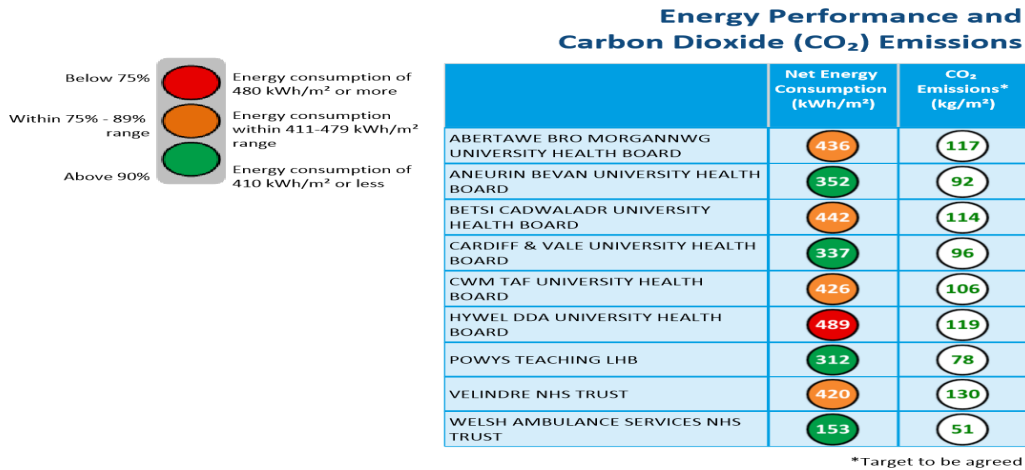 Energy Performance and
Carbon Dioxide (CO₂) Emissions
Below 75%
Energy consumption of
480 kWh/m² or more
Within 75% - 89%
range
Energy consumption
within 411-479 kWh/m²
range
Above 90%
Energy consumption of
410 kWh/m² or less
Net Energy
Consumption
(kWh/m²)
CO₂
Emissions*
(kg/m²)
ABERTAWE BRO MORGANNWG
UNIVERSITY HEALTH BOARD
436
117
ANEURIN BEVAN UNIVERSITY HEALTH
BOARD
352
92
BETSI CADWALADR UNIVERSITY
HEALTH BOARD
442
114
CARDIFF & VALE UNIVERSITY HEALTH
BOARD
337
96
CWM TAF UNIVERSITY HEALTH
BOARD
426
106
HYWEL DDA UNIVERSITY HEALTH
BOARD
489
119
POWYS TEACHING LHB
312
78
VELINDRE NHS TRUST
420
130
WELSH AMBULANCE SERVICES NHS
TRUST
153
51
*Target to be agreed